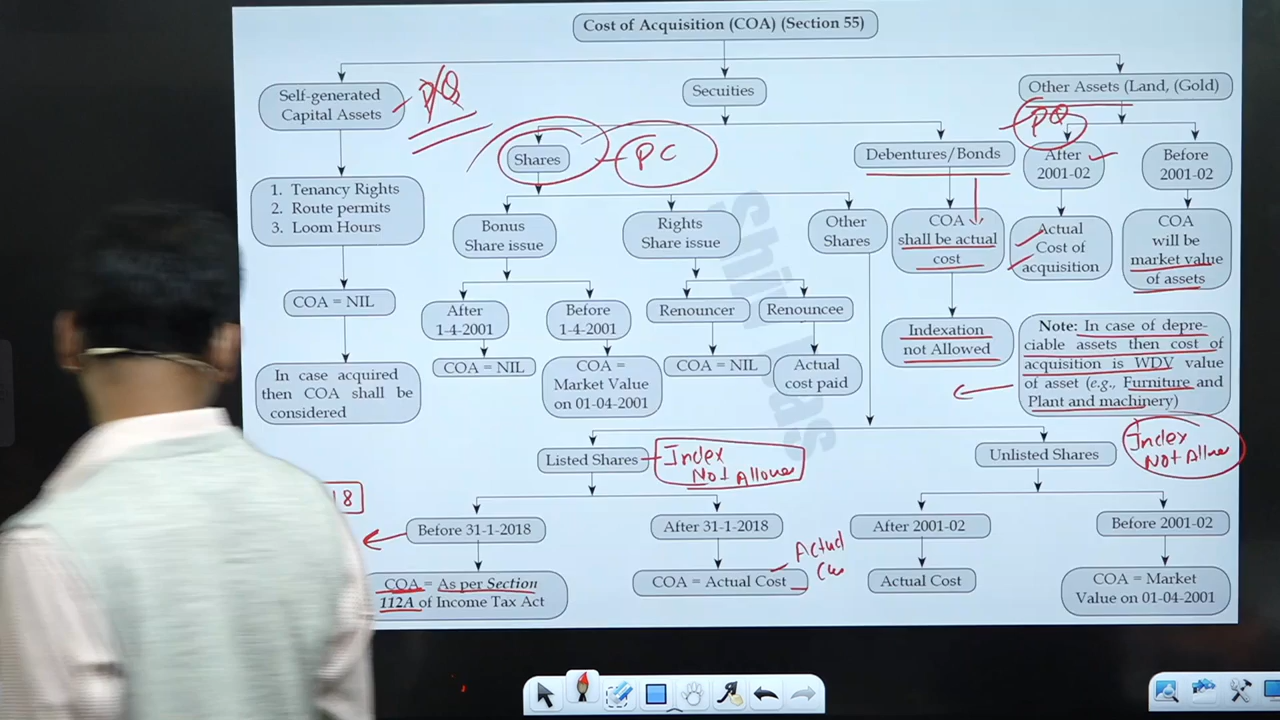 Cost of Acquisition (COA) (Section 55)
Self-generated
Capital Assets
Secuities
Other Assets (Land, (Gold)
PQ
PQ
Shares
PC
Debentures/Bonds
After
2001-02
Before
2001-02
1. Tenancy Rights
2. Route permits
3. Loom Hours
Bonus
Share issue
Rights
Share issue
Other
Shares
COA
shall be actual
cost
Actual
Cost of
acquisition
COA
will be
market value
of assets
COA = NIL
After
1-4-2001
Before
1-4-2001
Renouncer
Renouncee
Indexation
not Allowed
Note: In case of depre-
ciable assets then cost of
acquisition is WDV value
of asset (e.g., Furniture and
Plant and machinery)
In case acquired
then COA shall be
considered
COA = NIL
COA =
Market Value
on 01-04-2001
COA = NIL
Actual
cost paid
Shivdas
Listed Shares
Index
Not Allowe
Unlisted Shares
Index
Not Allwe
18
Before 31-1-2018
After 31-1-2018
After 2001-02
Before 2001-02
Actual
COA = As per Section
112A of Income Tax Act
COA = Actual Cost
Actual Cost
COA = Market
Value on 01-04-2001